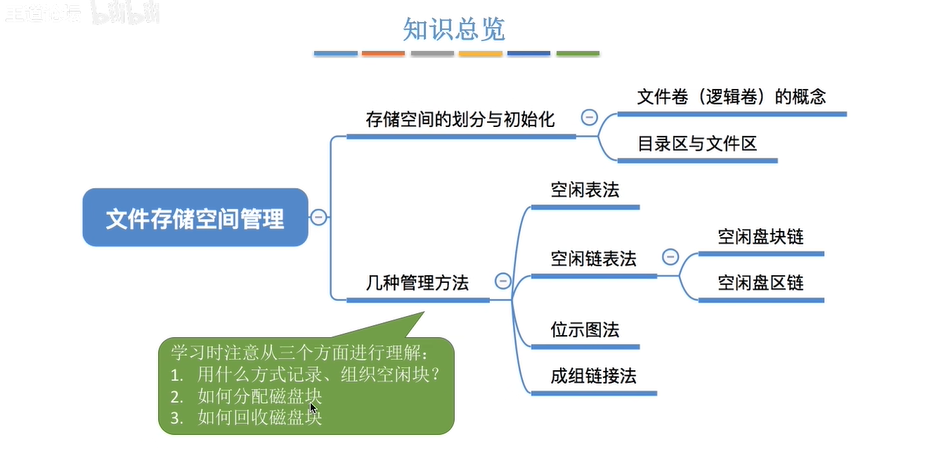 bilibili
知识总览
文件卷（逻辑卷）的概念
存储空间的划分与初始化
目录区与文件区
空闲表法
文件存储空间管理
空闲盘块链
空闲链表法
空闲盘区链
几种管理方法
位示图法
成组链接法
学习时注意从三个方面进行理解：
1. 用什么方式记录、组织空闲块？
2. 如何分配磁盘块
3. 如何回收磁盘块